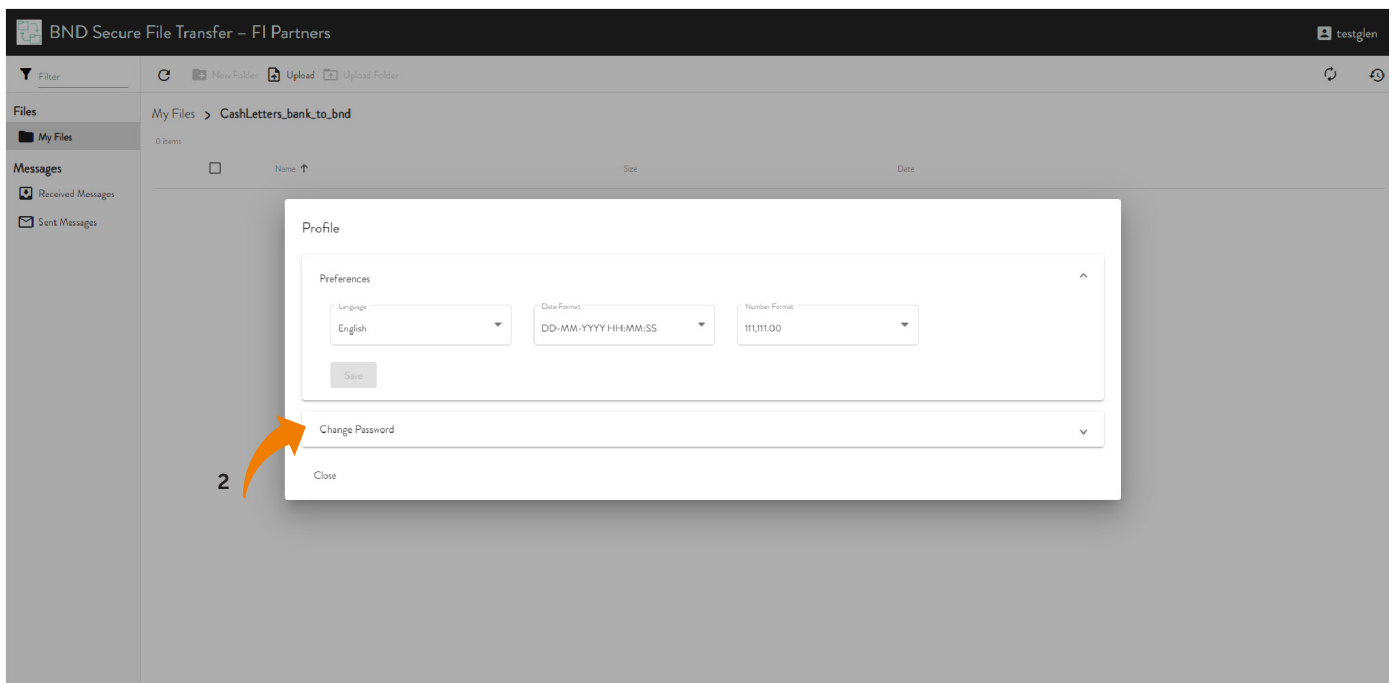 BND Secure File Transfer – FI Partners
testglen
Filter
New Folder Upload Upload Folder
Files
My Files > CashLetters_bank_to_bnd
My Files
0 items
Messages
Name Size Date
Received Messages
Sent Messages
Profile
Preferences
Language Date Format Number Format
English DD-MM-YYYY HH:MM:SS 111,111.00
Save
Change Password
2
Close